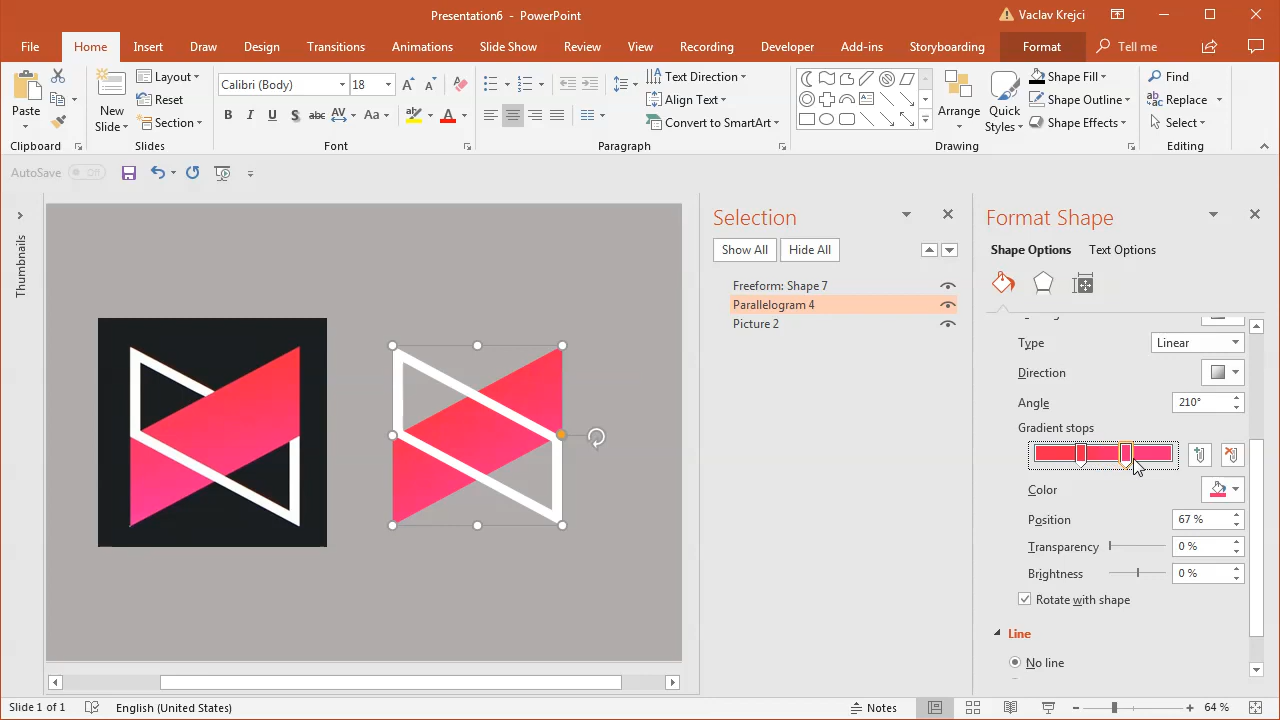 Presentation6 - PowerPoint
Vaclav Krejci
File Home Insert Draw Design Transitions Animations Slide Show Review View Recording Developer Add-ins Storyboarding Format Tell me
Paste
Clipboard
New
Slide
Layout
Reset
Section
Slides
Calibri (Body) 18
B I U S abc AV Aa A
Font
Text Direction
Align Text
Convert to SmartArt
Paragraph
Arrange
Quick
Styles
Shape Fill
Shape Outline
Shape Effects
Drawing
Find
Replace
Select
Editing
AutoSave Off
Thumbnails
Selection
Show All Hide All
Freeform: Shape 7
Parallelogram 4
Picture 2
Format Shape
Shape Options Text Options
Type Linear
Direction
Angle 210°
Gradient stops
Color
Position 67 %
Transparency 0 %
Brightness 0 %
Rotate with shape
Line
No line
Slide 1 of 1 English (United States) Notes 64 %